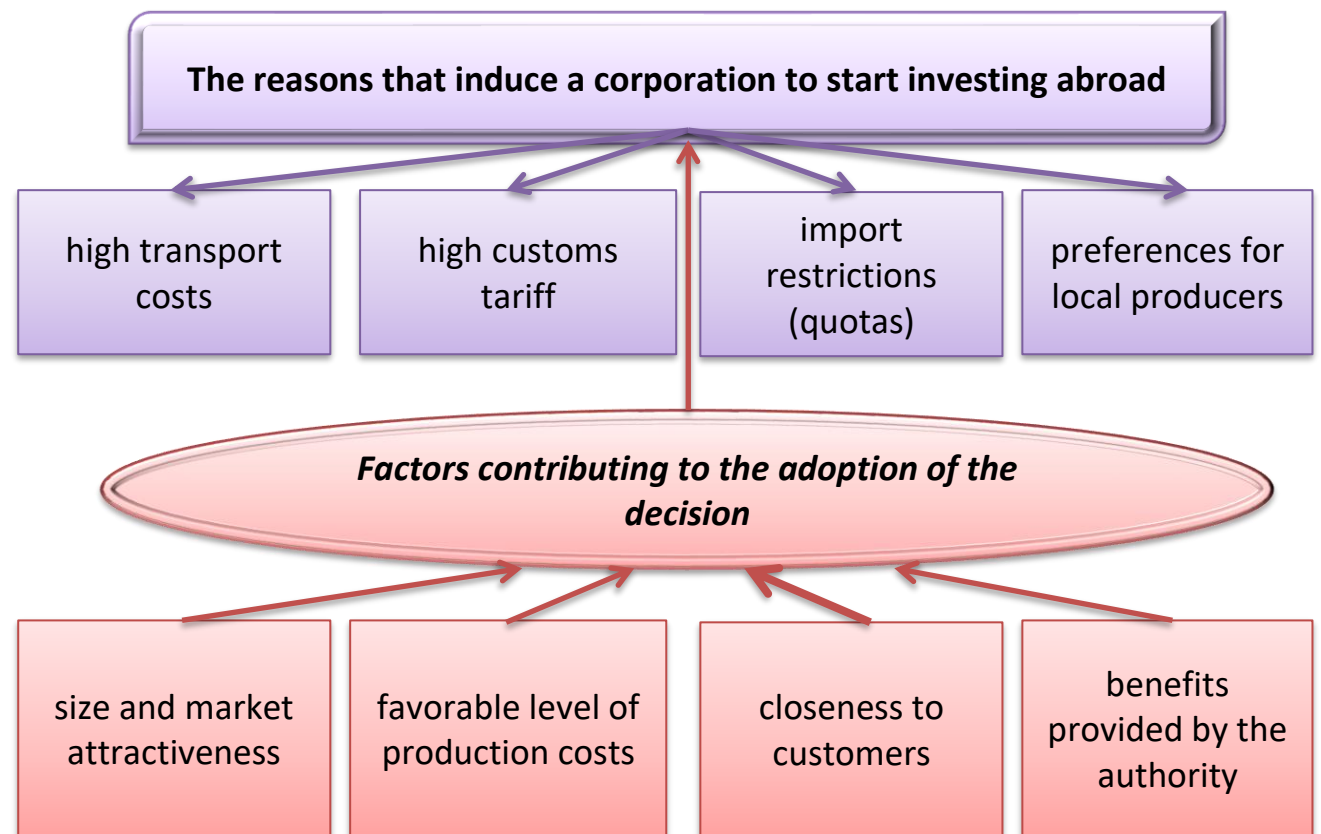 The reasons that induce a corporation to start investing abroad
high transport
costs
high customs
tariff
import
restrictions
(quotas)
preferences for
local producers
Factors contributing to the adoption of the
decision
size and market
attractiveness
favorable level of
production costs
closeness to
customers
benefits
provided by the
authority